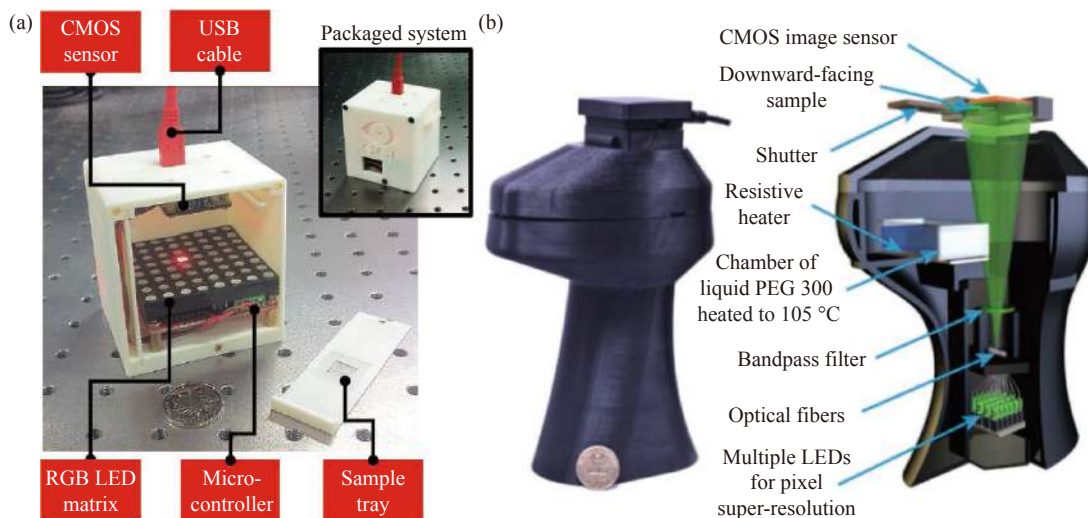 (a)
CMOS
sensor
USB
cable
Packaged system
RGB LED
matrix
Micro-
controller
Sample
tray
(b)
CMOS image sensor
Downward-facing
sample
Shutter
Resistive
heater
Chamber of
liquid PEG 300
heated to 105 °C
Bandpass filter
Optical fibers
Multiple LEDs
for pixel
super-resolution